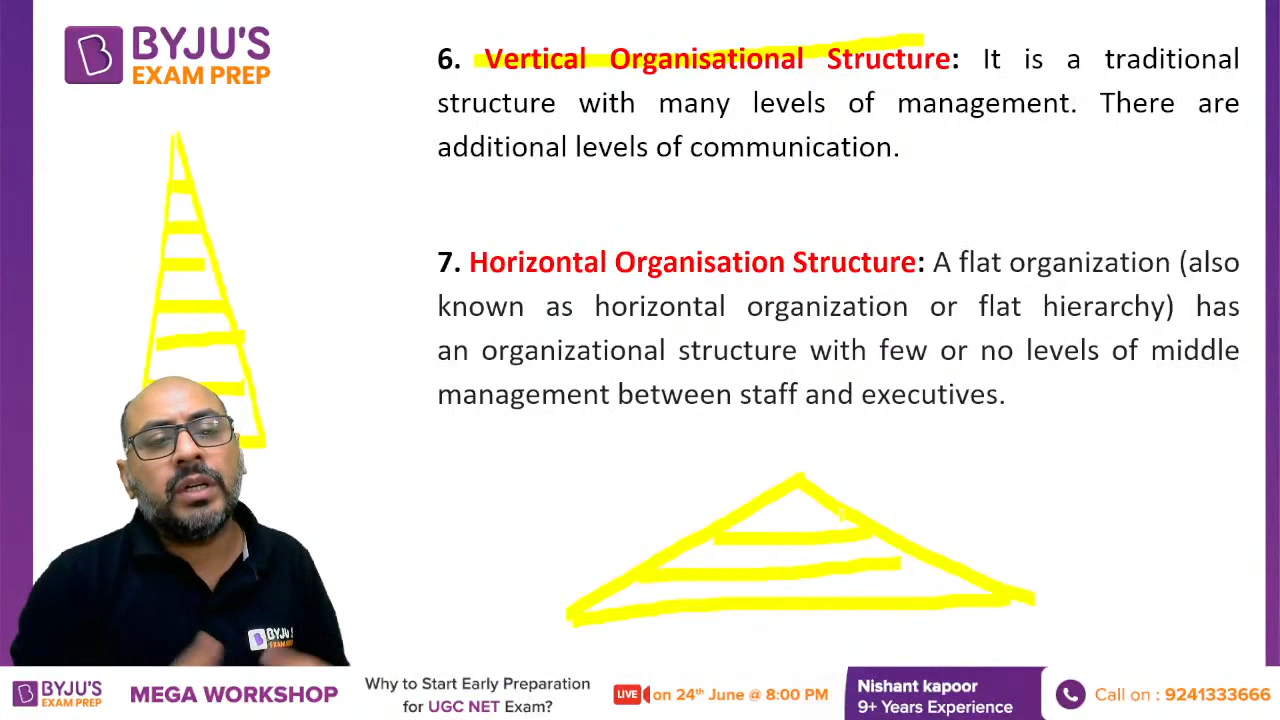 BYJU'S
EXAM PREP
6. Vertical Organisational Structure: It is a traditional
structure with many levels of management. There are
additional levels of communication.
7. Horizontal Organisation Structure: A flat organization (also
known as horizontal organization or flat hierarchy) has
an organizational structure with few or no levels of middle
management between staff and executives.
BYJU'S
EXAM PREP
BYJU'S
EXAM PREP
MEGA WORKSHOP
Why to Start Early Preparation
for UGC NET Exam?
LIVE on 24th June @ 8:00 PM
Nishant kapoor
9+ Years Experience
Call on : 9241333666